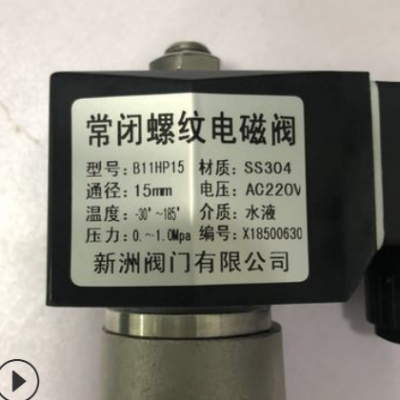 常闭螺纹电磁阀
型号: B11HP15 材质: SS304
通径: 15mm 电压: AC220V
温度: -30°~185° 介质: 水液
压力: 0.~1.0Mpa 编号: X18500630
新洲阀门有限公司